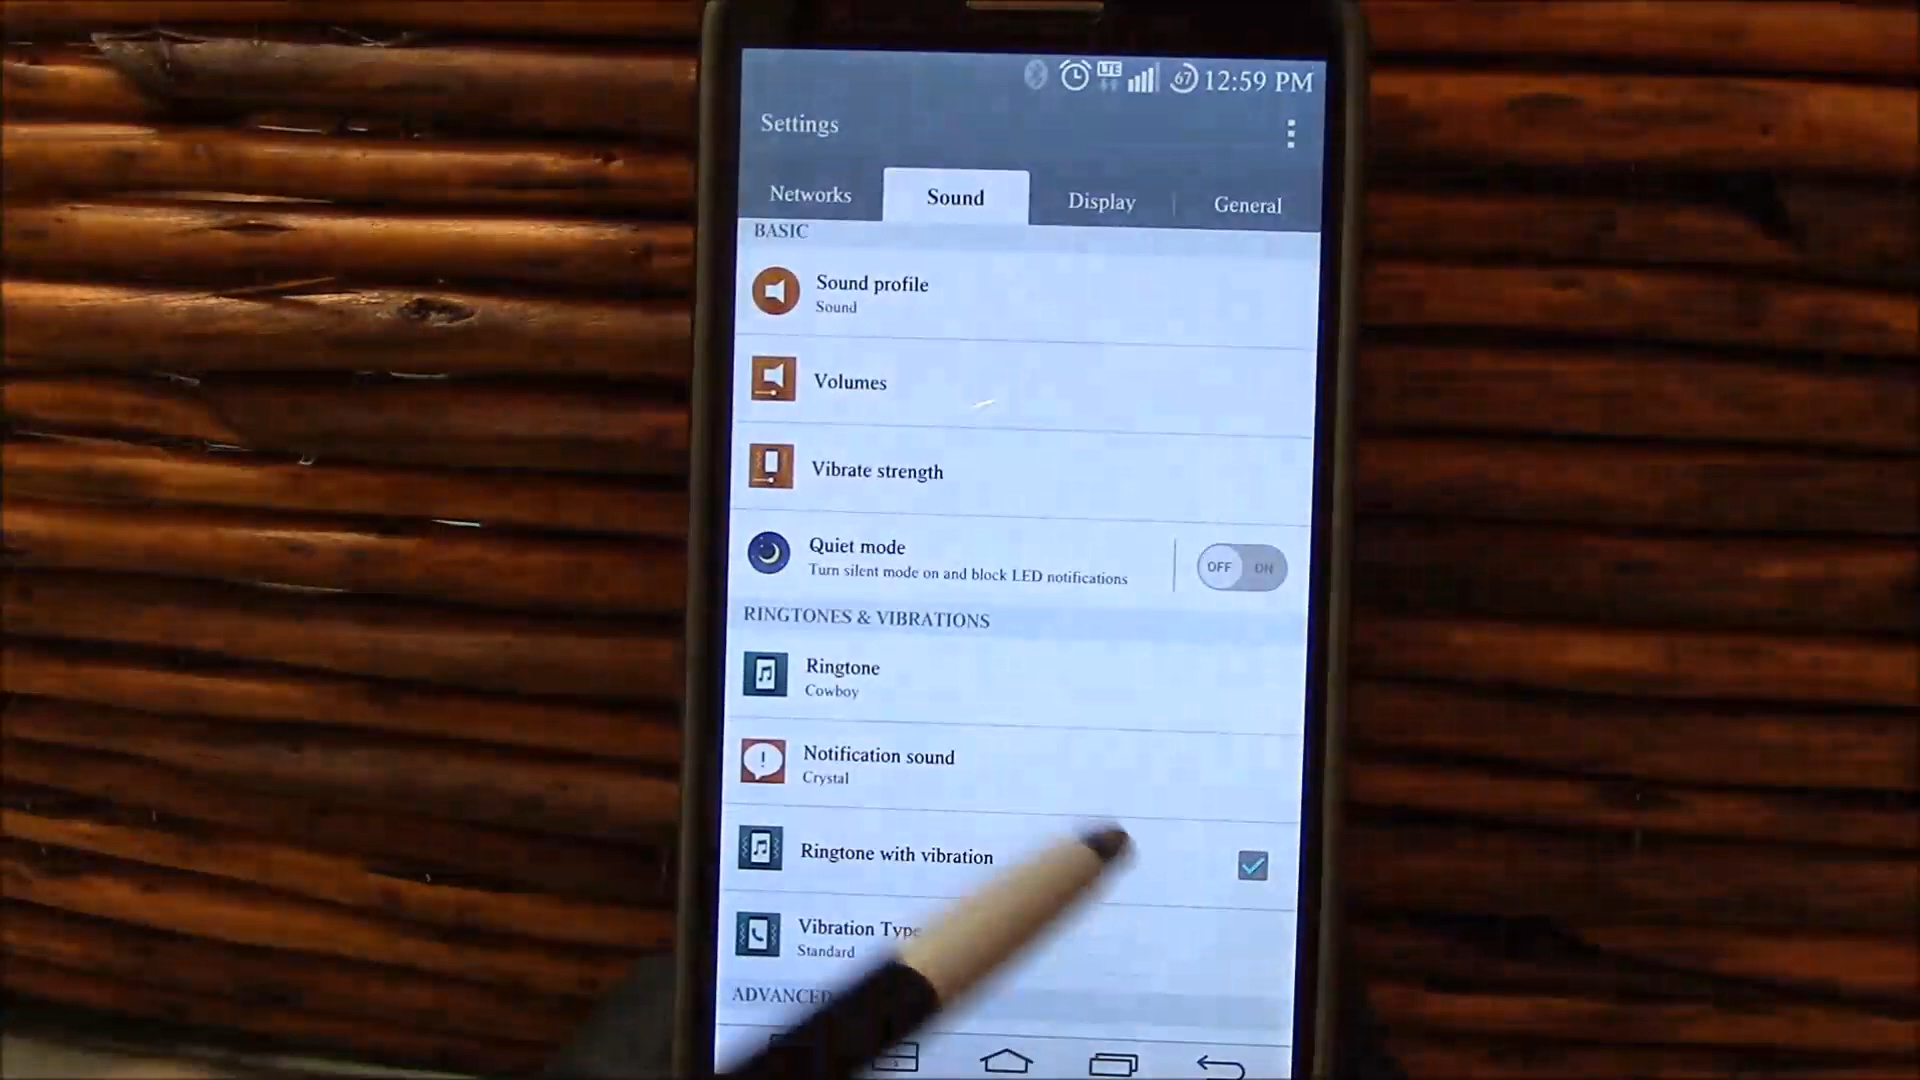 LTE 67 12:59 PM
Settings
Networks Sound Display General
BASIC
Sound profile
Sound
Volumes
Vibrate strength
Quiet mode
Turn silent mode on and block LED notifications
OFF ON
RINGTONES & VIBRATIONS
Ringtone
Cowboy
Notification sound
Crystal
Ringtone with vibration
Vibration Type
Standard
ADVANCED